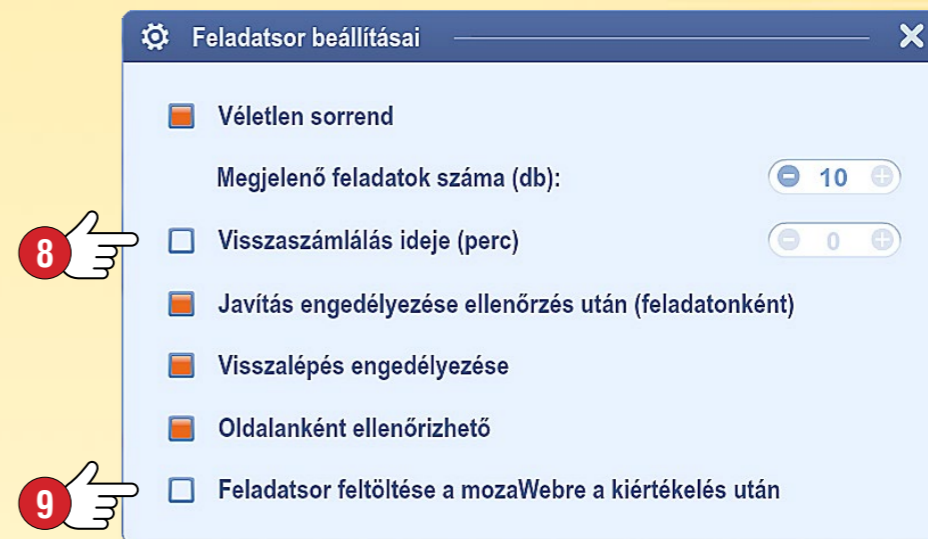 Feladatsor beállításai
Véletlen sorrend
Megjelenő feladatok száma (db): 10
8 Visszaszámlálás ideje (perc) 0
Javítás engedélyezése ellenőrzés után (feladatonként)
Visszalépés engedélyezése
Oldalanként ellenőrizhető
9 Feladatsor feltöltése a mozaWebre a kiértékelés után